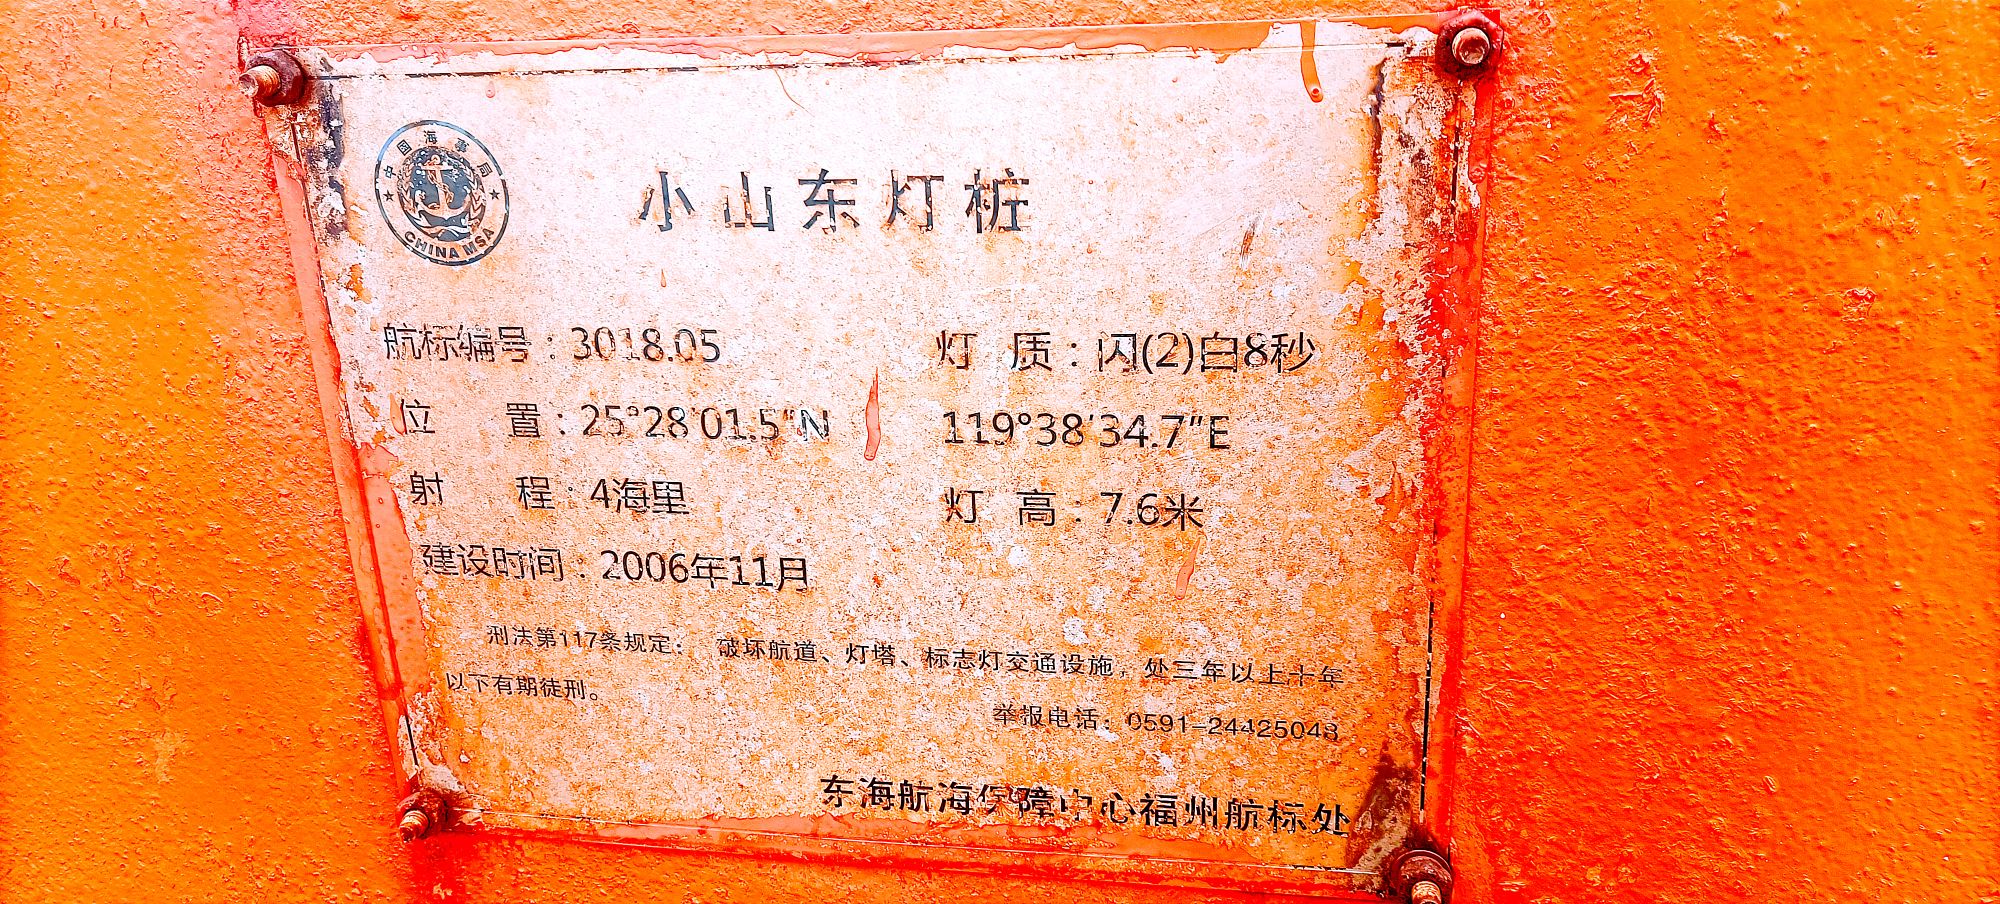 中国海事局
CHINA MSA
小山东灯桩
航标编号：3018.05 灯质：闪(2)白8秒
位置：25°28'01.5"N 119°38'34.7"E
射程：4海里 灯高：7.6米
建设时间：2006年11月
刑法第117条规定： 破坏航道、灯塔、标志灯交通设施，处三年以上十年
以下有期徒刑。
举报电话：0591-24425048
东海航海保障中心福州航标处